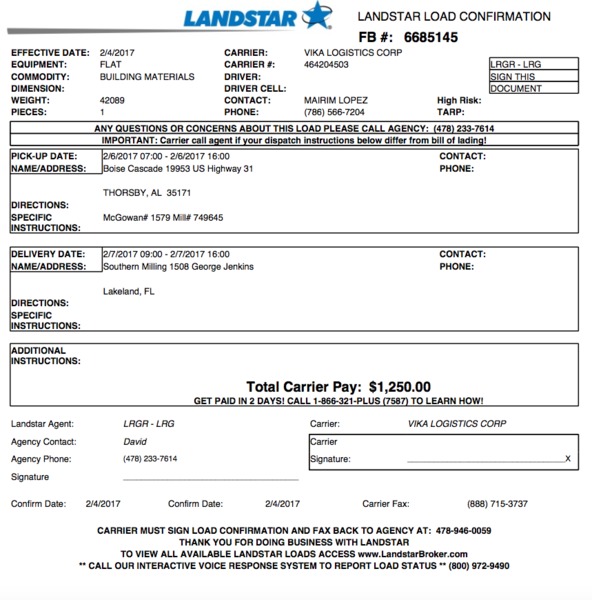 LANDSTAR LANDSTAR LOAD CONFIRMATION
FB #: 6685145
EFFECTIVE DATE: 2/4/2017 CARRIER: VIKA LOGISTICS CORP
EQUIPMENT: FLAT CARRIER #: 464204503 LRGR - LRG
COMMODITY: BUILDING MATERIALS DRIVER: SIGN THIS
DIMENSION: DRIVER CELL: DOCUMENT
WEIGHT: 42089 CONTACT: MAIRIM LOPEZ High Risk:
PIECES: 1 PHONE: (786) 566-7204 TARP:
ANY QUESTIONS OR CONCERNS ABOUT THIS LOAD PLEASE CALL AGENCY: (478) 233-7614
IMPORTANT: Carrier call agent if your dispatch instructions below differ from bill of lading!
PICK-UP DATE: 2/6/2017 07:00 - 2/6/2017 16:00 CONTACT:
NAME/ADDRESS: Boise Cascade 19953 US Highway 31 PHONE:
THORSBY, AL 35171
DIRECTIONS:
SPECIFIC McGowan# 1579 Mill# 749645
INSTRUCTIONS:
DELIVERY DATE: 2/7/2017 09:00 - 2/7/2017 16:00 CONTACT:
NAME/ADDRESS: Southern Milling 1508 George Jenkins PHONE:
Lakeland, FL
DIRECTIONS:
SPECIFIC
INSTRUCTIONS:
ADDITIONAL
INSTRUCTIONS:
Total Carrier Pay: $1,250.00
GET PAID IN 2 DAYS! CALL 1-866-321-PLUS (7587) TO LEARN HOW!
Landstar Agent: LRGR - LRG Carrier: VIKA LOGISTICS CORP
Agency Contact: David Carrier
Agency Phone: (478) 233-7614 Signature: X
Signature
Confirm Date: 2/4/2017 Confirm Date: 2/4/2017 Carrier Fax: (888) 715-3737
CARRIER MUST SIGN LOAD CONFIRMATION AND FAX BACK TO AGENCY AT: 478-946-0059
THANK YOU FOR DOING BUSINESS WITH LANDSTAR
TO VIEW ALL AVAILABLE LANDSTAR LOADS ACCESS www.LandstarBroker.com
** CALL OUR INTERACTIVE VOICE RESPONSE SYSTEM TO REPORT LOAD STATUS ** (800) 972-9490